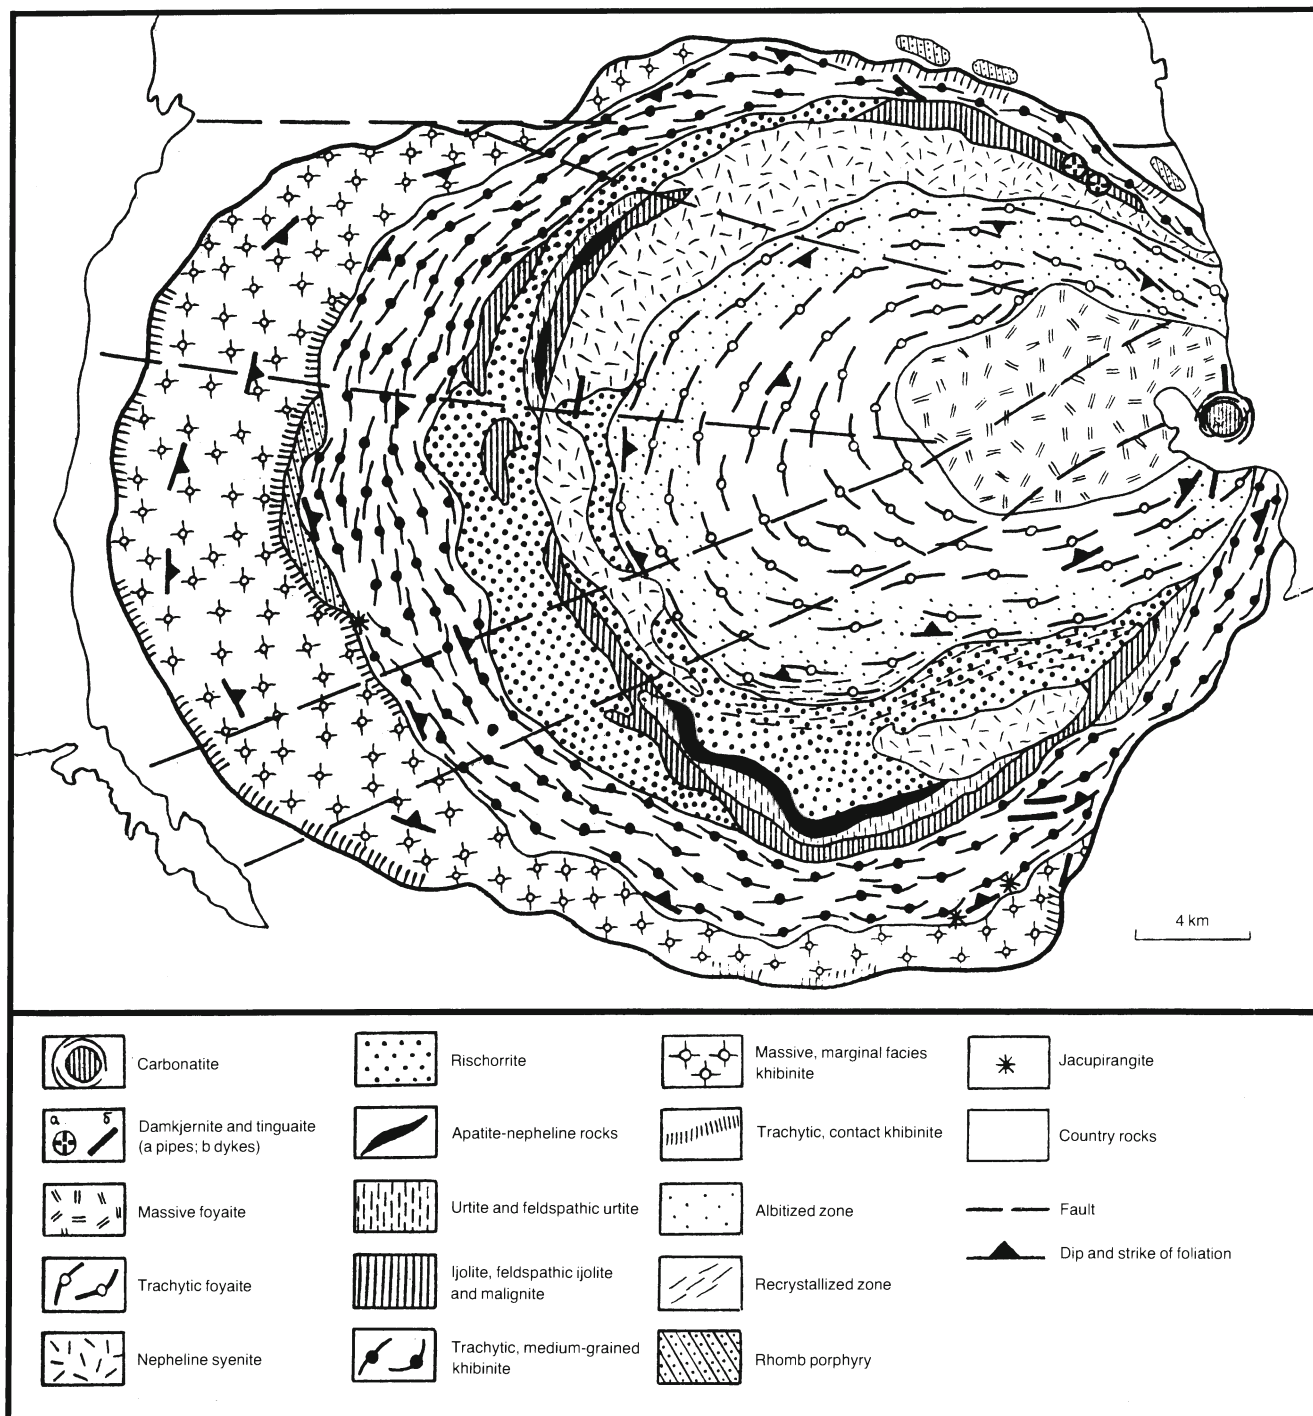 4 km
Carbonatite
а б
Damkjernite and tinguaite
(a pipes; b dykes)
Massive foyaite
Trachytic foyaite
Nepheline syenite
Rischorrite
Apatite-nepheline rocks
Urtite and feldspathic urtite
Ijolite, feldspathic ijolite
and malignite
Trachytic, medium-grained
khibinite
Massive, marginal facies
khibinite
Trachytic, contact khibinite
Albitized zone
Recrystallized zone
Rhomb porphyry
Jacupirangite
Country rocks
Fault
Dip and strike of foliation